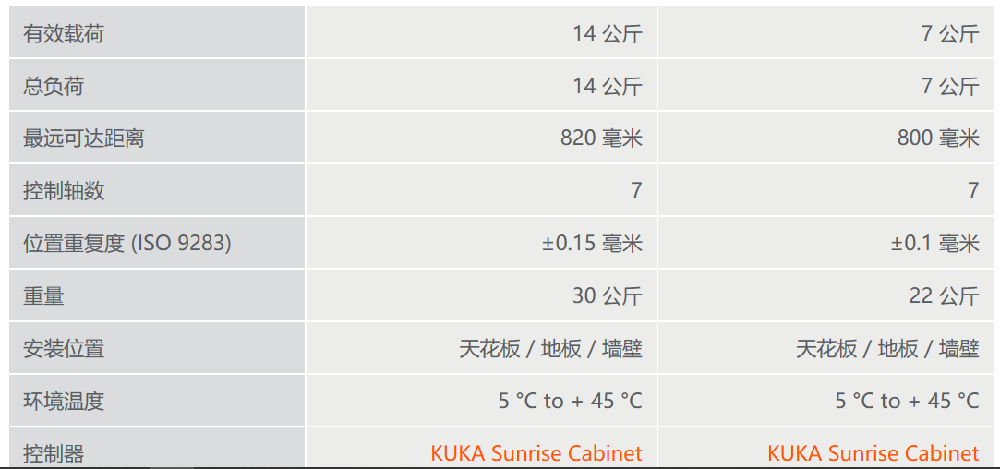 有效载荷 14 公斤 7 公斤
总负荷 14 公斤 7 公斤
最远可达距离 820 毫米 800 毫米
控制轴数 7 7
位置重复度 (ISO 9283) ±0.15 毫米 ±0.1 毫米
重量 30 公斤 22 公斤
安装位置 天花板 / 地板 / 墙壁 天花板 / 地板 / 墙壁
环境温度 5 °C to + 45 °C 5 °C to + 45 °C
控制器 KUKA Sunrise Cabinet KUKA Sunrise Cabinet